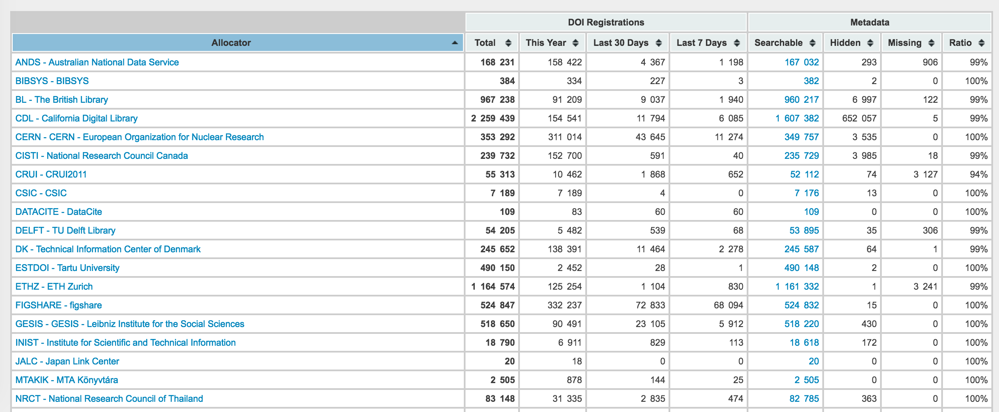 DOI Registrations Metadata
Allocator Total This Year Last 30 Days Last 7 Days Searchable Hidden Missing Ratio
ANDS - Australian National Data Service 168 231 158 422 4 367 1 198 167 032 293 906 99%
BIBSYS - BIBSYS 384 334 227 3 382 2 0 100%
BL - The British Library 967 238 91 209 9 037 1 940 960 217 6 997 122 99%
CDL - California Digital Library 2 259 439 154 541 11 794 6 085 1 607 382 652 057 5 99%
CERN - CERN - European Organization for Nuclear Research 353 292 311 014 43 645 11 274 349 757 3 535 0 100%
CISTI - National Research Council Canada 239 732 152 700 591 40 235 729 3 985 18 99%
CRUI - CRUI2011 55 313 10 462 1 868 652 52 112 74 3 127 94%
CSIC - CSIC 7 189 7 189 4 0 7 176 13 0 100%
DATACITE - DataCite 109 83 60 60 109 0 0 100%
DELFT - TU Delft Library 54 205 5 482 539 68 53 895 35 306 99%
DK - Technical Information Center of Denmark 245 652 138 391 11 464 2 278 245 587 64 1 99%
ESTDOI - Tartu University 490 150 2 452 28 1 490 148 2 0 100%
ETHZ - ETH Zurich 1 164 574 125 254 1 104 830 1 161 332 1 3 241 99%
FIGSHARE - figshare 524 847 332 237 72 833 68 094 524 832 15 0 100%
GESIS - GESIS - Leibniz Institute for the Social Sciences 518 650 90 491 23 105 5 912 518 220 430 0 100%
INIST - Institute for Scientific and Technical Information 18 790 6 911 829 113 18 618 172 0 100%
JALC - Japan Link Center 20 18 0 0 20 0 0 100%
MTAKIK - MTA Könyvtára 2 505 878 144 25 2 505 0 0 100%
NRCT - National Research Council of Thailand 83 148 31 335 2 835 474 82 785 363 0 100%